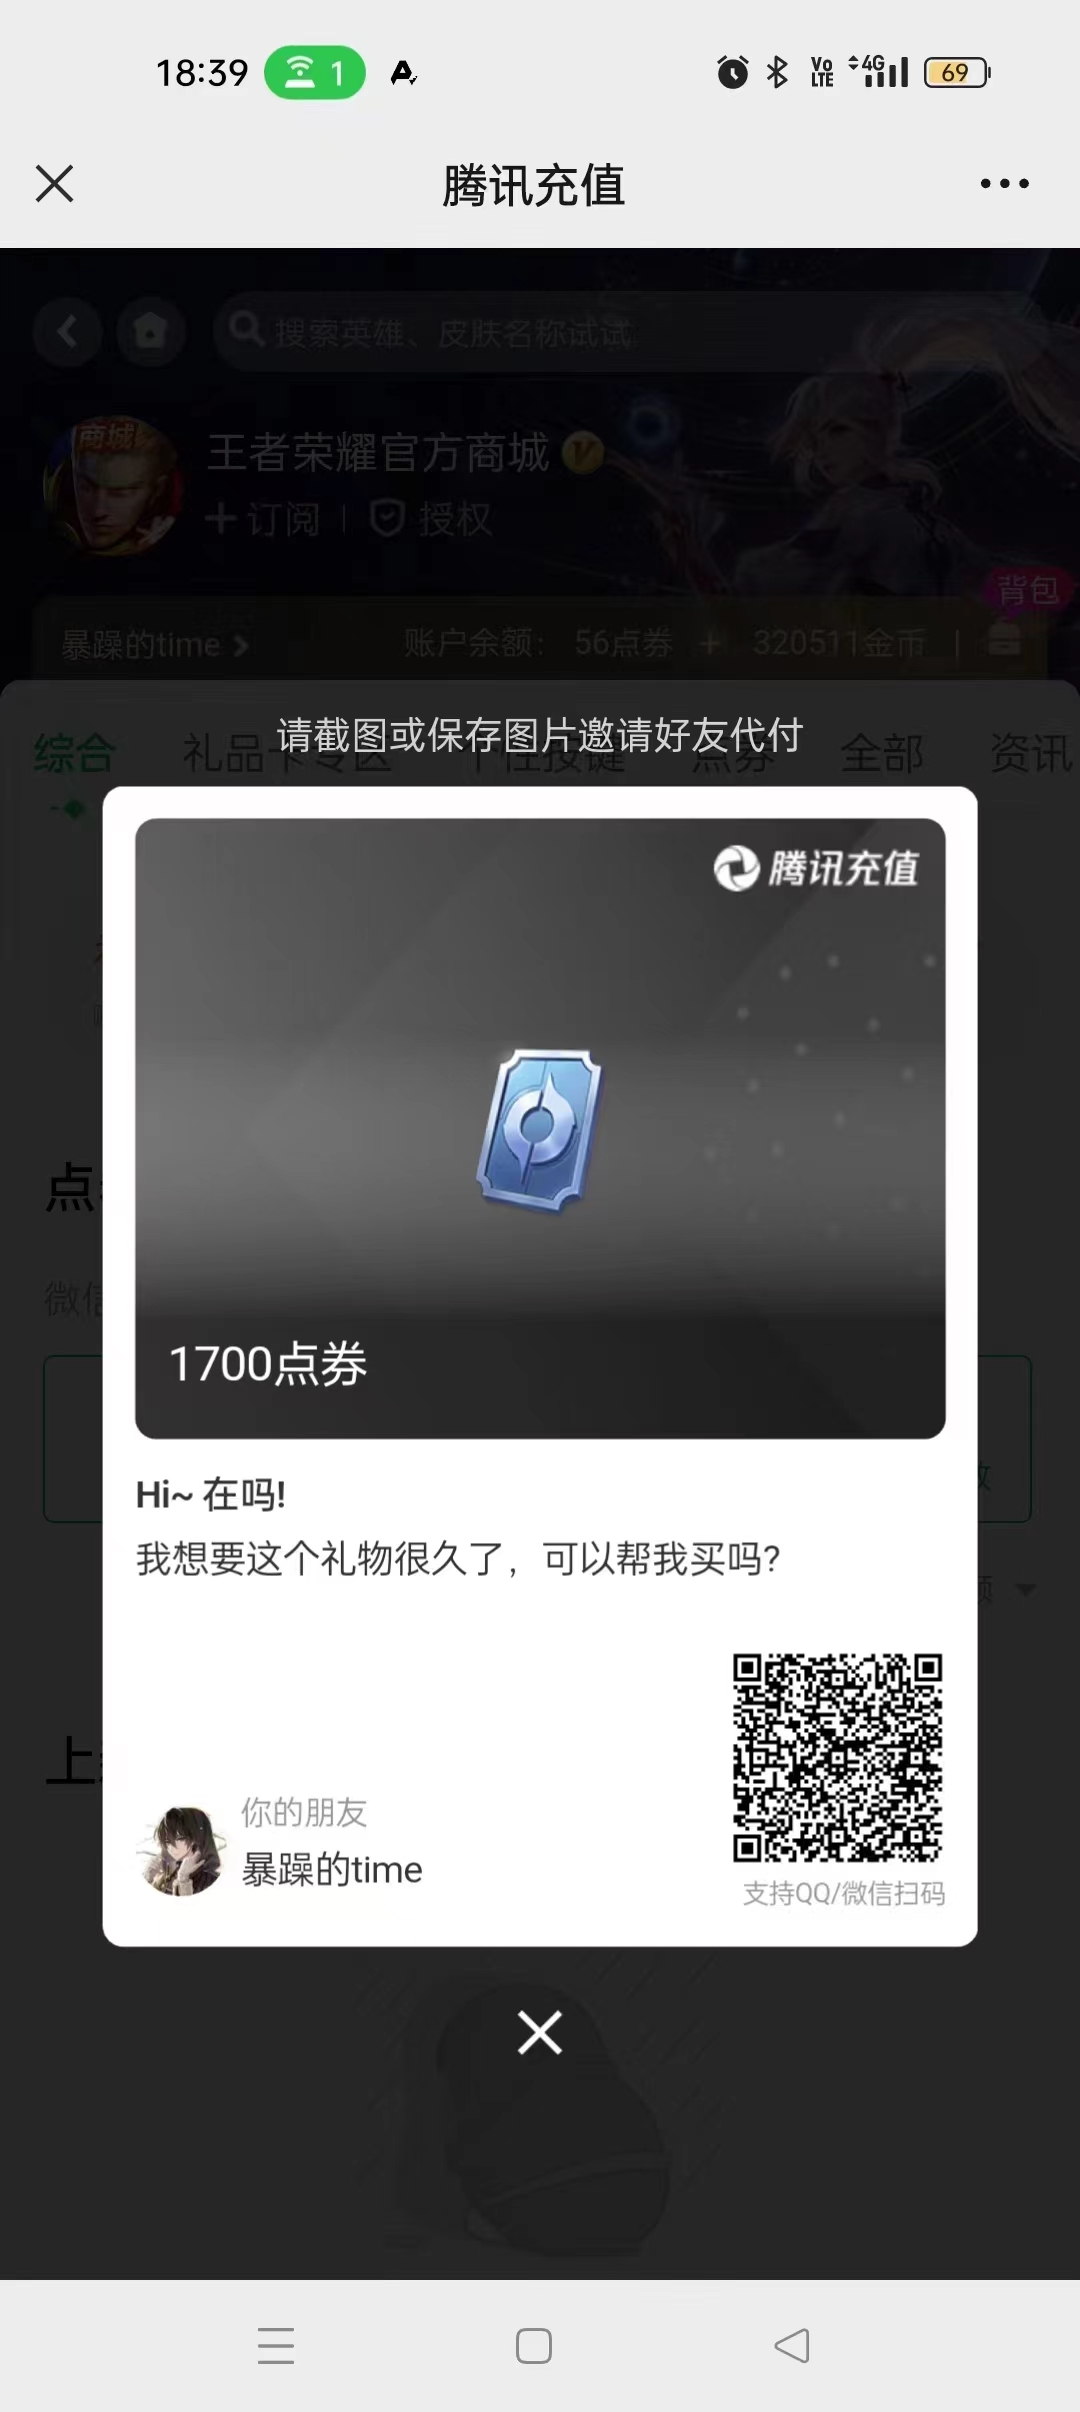 18:39
1
Vo LTE
4G
69
腾讯充值
搜索英雄、皮肤名称试试
商城
王者荣耀官方商城
V
+订阅 | 授权
背包
暴躁的time >
账户余额： 56点券 + 320511金币 |
请截图或保存图片邀请好友代付
综合 礼品卡专区 个性按键 点券 全部 资讯
腾讯充值
点
微信
1700点券
Hi~ 在吗!
我想要这个礼物很久了，可以帮我买吗?
上
你的朋友
暴躁的time
支持QQ/微信扫码